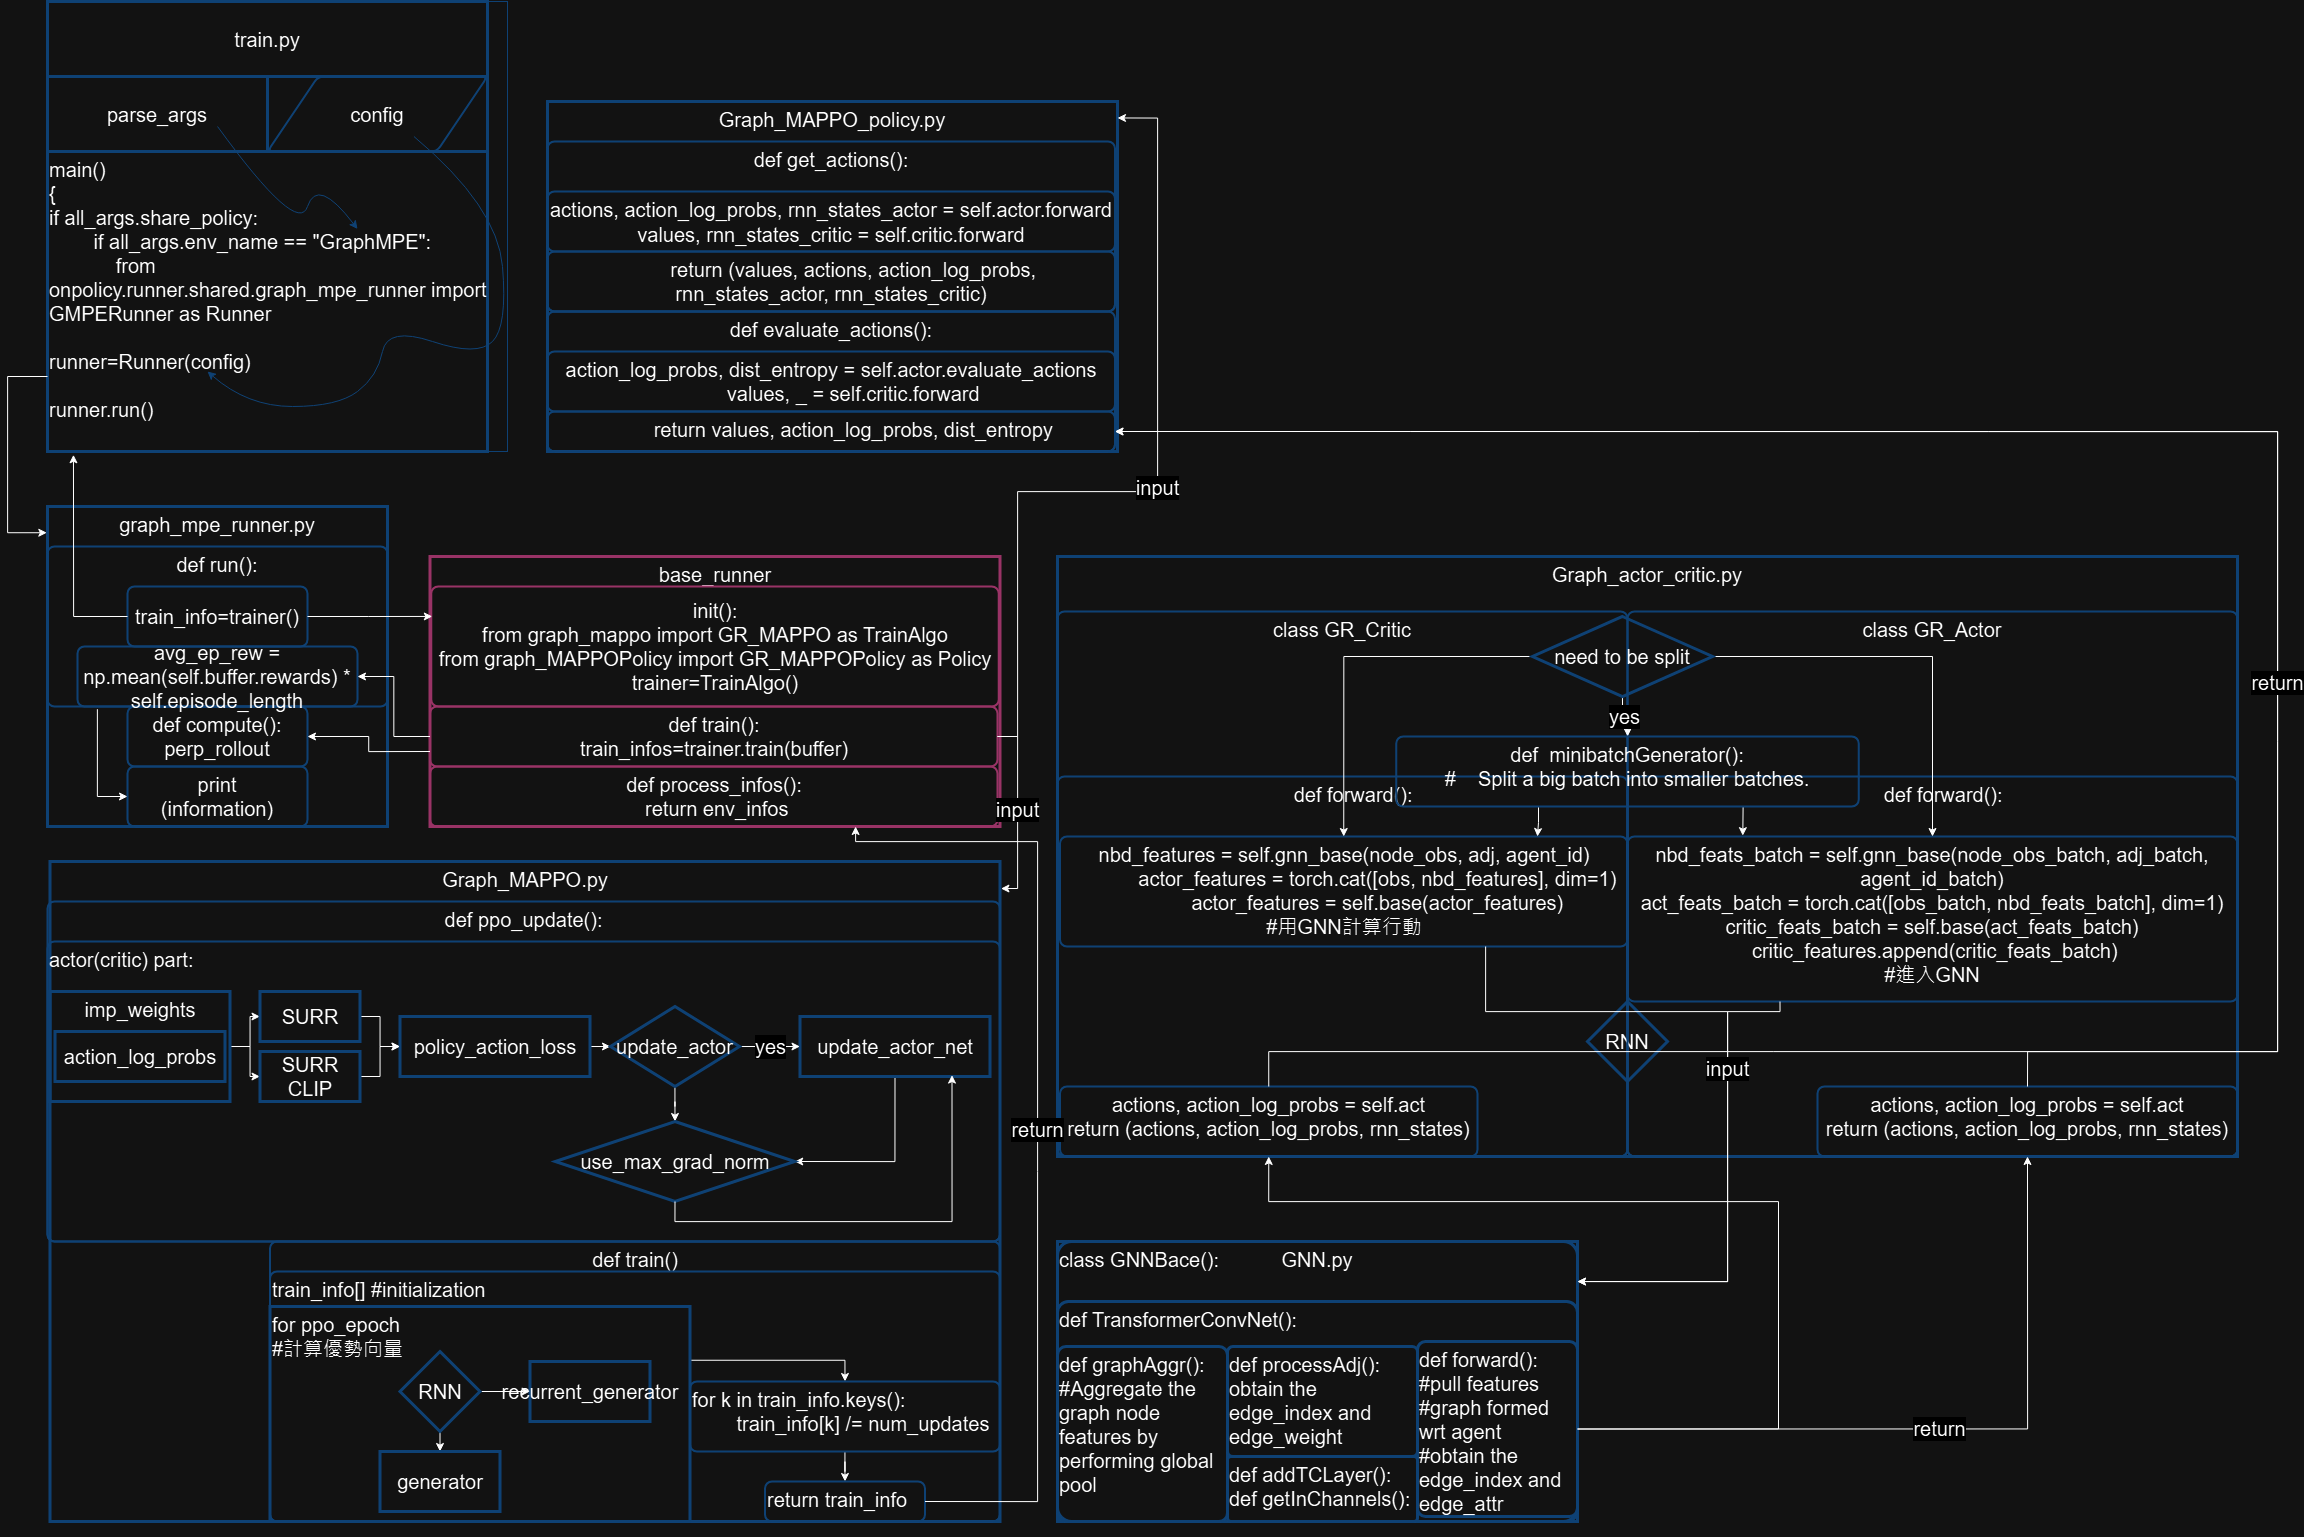 train.py
parse_args
config
main()
{
if all_args.share_policy:
if all_args.env_name == "GraphMPE":
from
onpolicy.runner.shared.graph_mpe_runner import
GMPERunner as Runner
runner=Runner(config)
runner.run()
Graph_MAPPO_policy.py
def get_actions():
actions, action_log_probs, rnn_states_actor = self.actor.forward
values, rnn_states_critic = self.critic.forward
return (values, actions, action_log_probs,
rnn_states_actor, rnn_states_critic)
def evaluate_actions():
action_log_probs, dist_entropy = self.actor.evaluate_actions
values, _ = self.critic.forward
return values, action_log_probs, dist_entropy
input
graph_mpe_runner.py
def run():
train_info=trainer()
avg_ep_rew =
np.mean(self.buffer.rewards) *
self.episode_length
def compute():
perp_rollout
print
(information)
base_runner
init():
from graph_mappo import GR_MAPPO as TrainAlgo
from graph_MAPPOPolicy import GR_MAPPOPolicy as Policy
trainer=TrainAlgo()
def train():
train_infos=trainer.train(buffer)
def process_infos():
return env_infos
input
Graph_actor_critic.py
class GR_Critic
class GR_Actor
need to be split
yes
return
def  minibatchGenerator():
#    Split a big batch into smaller batches.
def forward():
def forward():
nbd_features = self.gnn_base(node_obs, adj, agent_id)
actor_features = torch.cat([obs, nbd_features], dim=1)
actor_features = self.base(actor_features)
#用GNN計算行動
nbd_feats_batch = self.gnn_base(node_obs_batch, adj_batch,
agent_id_batch)
act_feats_batch = torch.cat([obs_batch, nbd_feats_batch], dim=1)
critic_feats_batch = self.base(act_feats_batch)
critic_features.append(critic_feats_batch)
#進入GNN
RNN
input
actions, action_log_probs = self.act
return (actions, action_log_probs, rnn_states)
actions, action_log_probs = self.act
return (actions, action_log_probs, rnn_states)
Graph_MAPPO.py
def ppo_update():
actor(critic) part:
imp_weights
action_log_probs
SURR
SURR
CLIP
policy_action_loss
update_actor
yes
update_actor_net
use_max_grad_norm
return
def train()
train_info[] #initialization
for ppo_epoch
#計算優勢向量
RNN
recurrent_generator
generator
for k in train_info.keys():
train_info[k] /= num_updates
return train_info
class GNNBace():
GNN.py
def TransformerConvNet():
def graphAggr():
#Aggregate the
graph node
features by
performing global
pool
def processAdj():
obtain the
edge_index and
edge_weight
def addTCLayer():
def getInChannels():
def forward():
#pull features
#graph formed
wrt agent
#obtain the
edge_index and
edge_attr
return